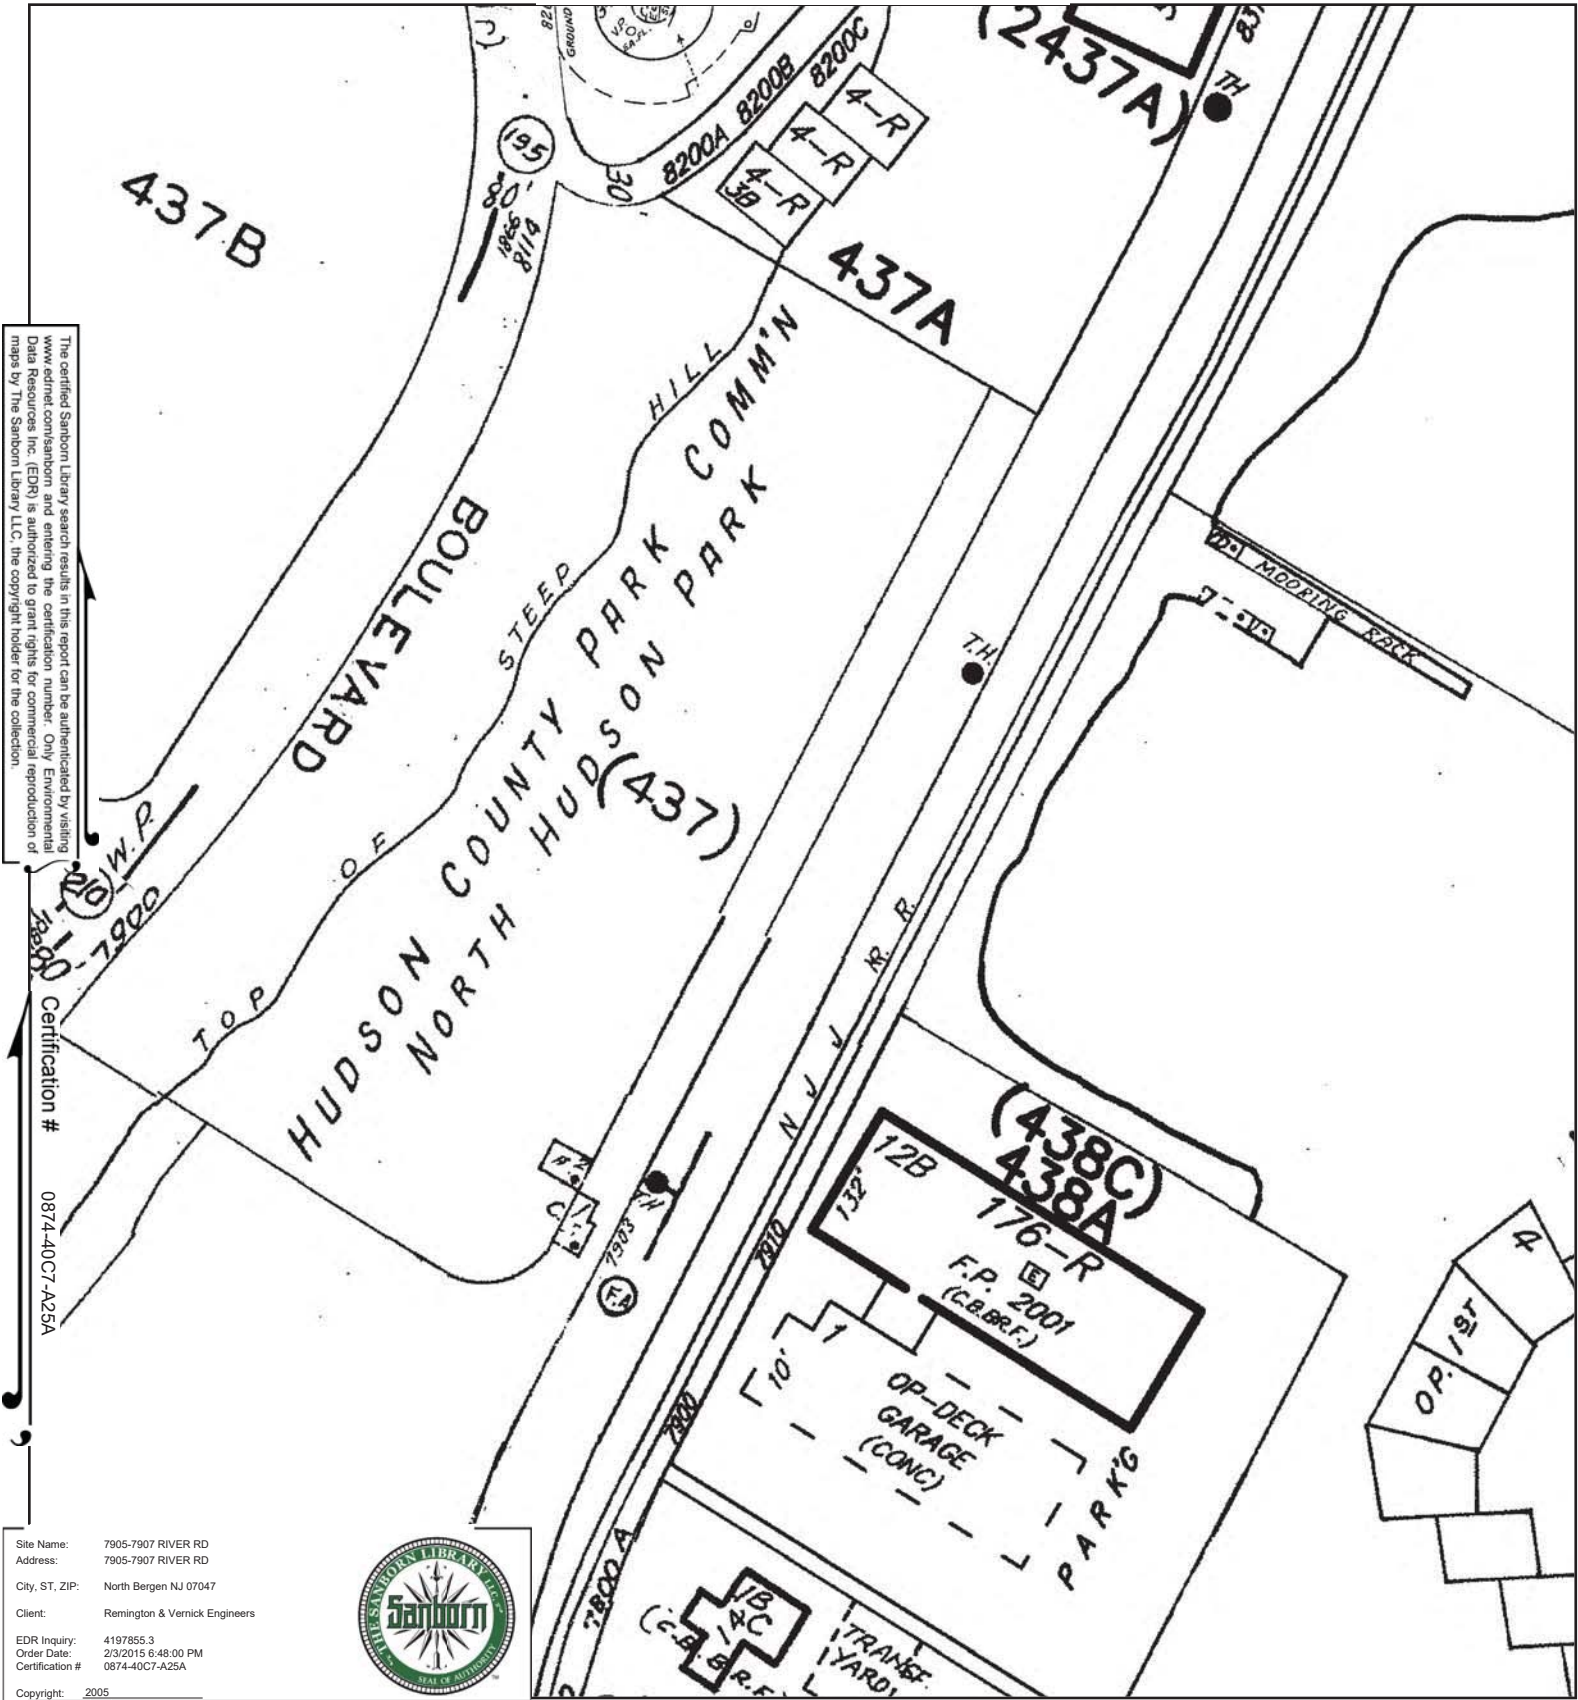 (2437A)
TH
GROUND
8200A 8200B 8200C
4-R
4-R
4-R
3B
30
195
80'
1866
8114
437B
437A
HILL
STEEP
OF
TOP
HUDSON COUNTY PARK COMM'N
NORTH HUDSON PARK
(437)
BOULEVARD
MOORING RACK
T.H.
N J J R. R.
W.P.
80-7900
(438C)
438A
12B
132'
176-R
E
F.P. 2001
(C.B.BR.F.)
7910
7903
T.H
F.A
1
10'
OP-DECK
GARAGE
(CONC)
PARK'G
7900
7800 A
1B
14C
(C.B.BR.F.
TRANSF.
YARD
4
OP. 1ST
The certified Sanborn Library search results in this report can be authenticated by visiting
www.edrnet.com/sanborn and entering the certification number. Only Environmental
Data Resources Inc. (EDR) is authorized to grant rights for commercial reproduction of
maps by The Sanborn Library LLC, the copyright holder for the collection.
Certification # 0874-40C7-A25A
Site Name: 7905-7907 RIVER RD
Address: 7905-7907 RIVER RD
City, ST, ZIP: North Bergen NJ 07047
Client: Remington & Vernick Engineers
EDR Inquiry: 4197855.3
Order Date: 2/3/2015 6:48:00 PM
Certification # 0874-40C7-A25A
Copyright: 2005
THE SANBORN LIBRARY, LLC
Sanborn
SEAL OF AUTHORITY